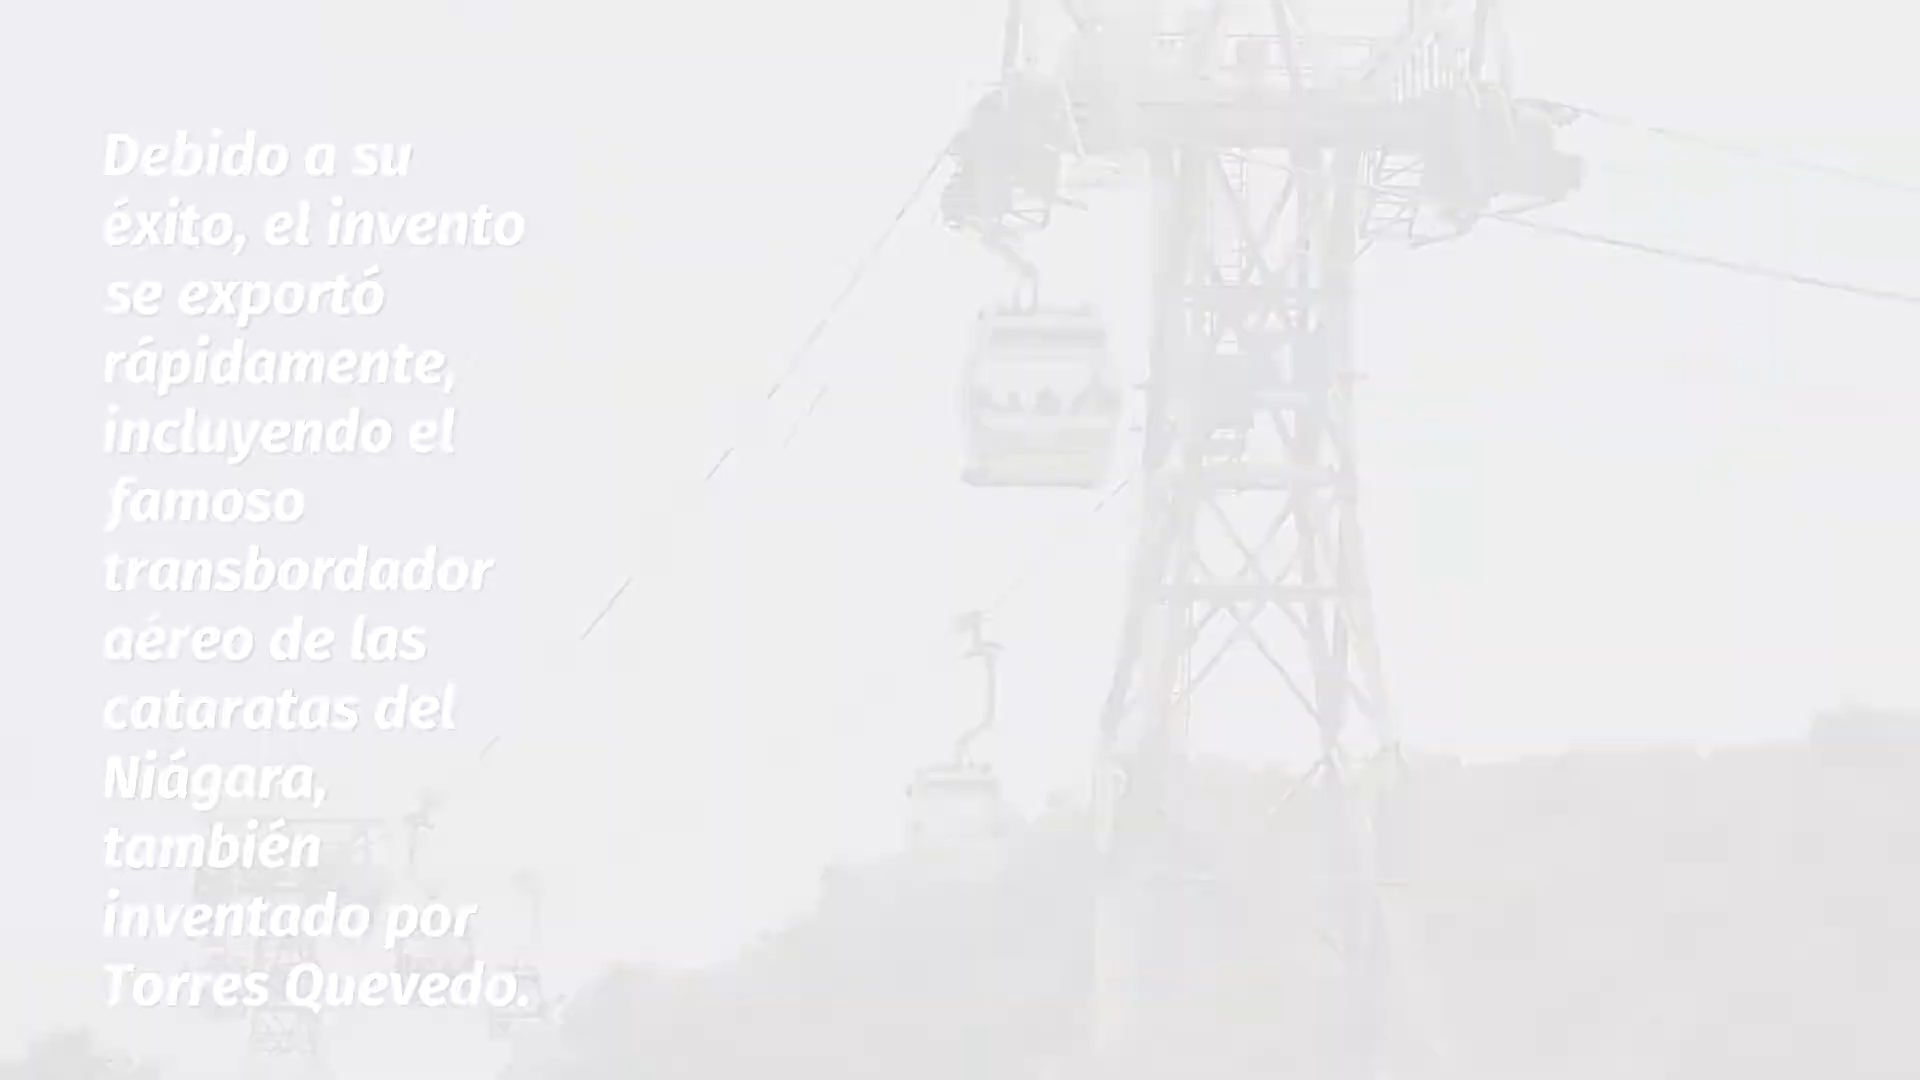 Debido a su
éxito, el invento
se exportó
rápidamente,
incluyendo el
famoso
transbordador
aéreo de las
cataratas del
Niágara,
también
inventado por
Torres Quevedo.
1